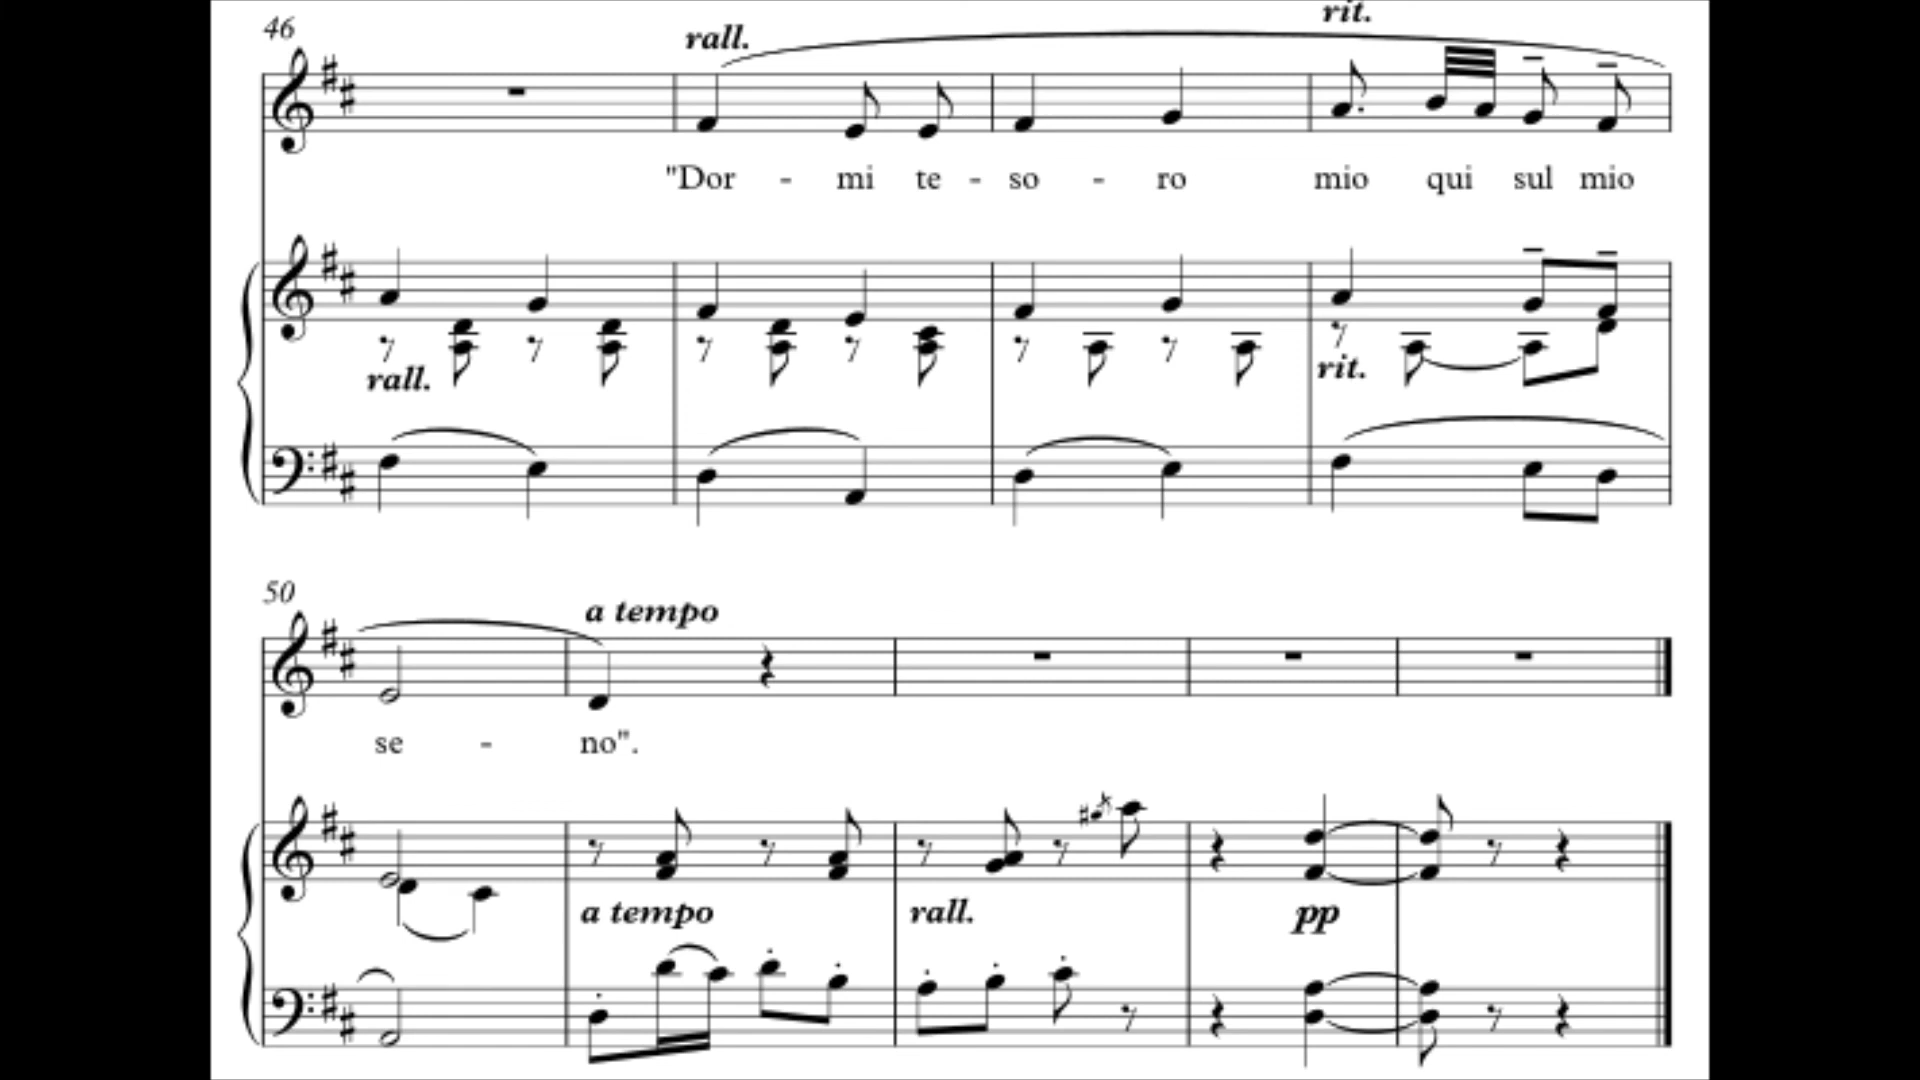 46
rall.
rit.
"Dor - mi te - so - ro mio qui sul mio
rall.
rit.
50
a tempo
se - no".
a tempo
rall.
pp